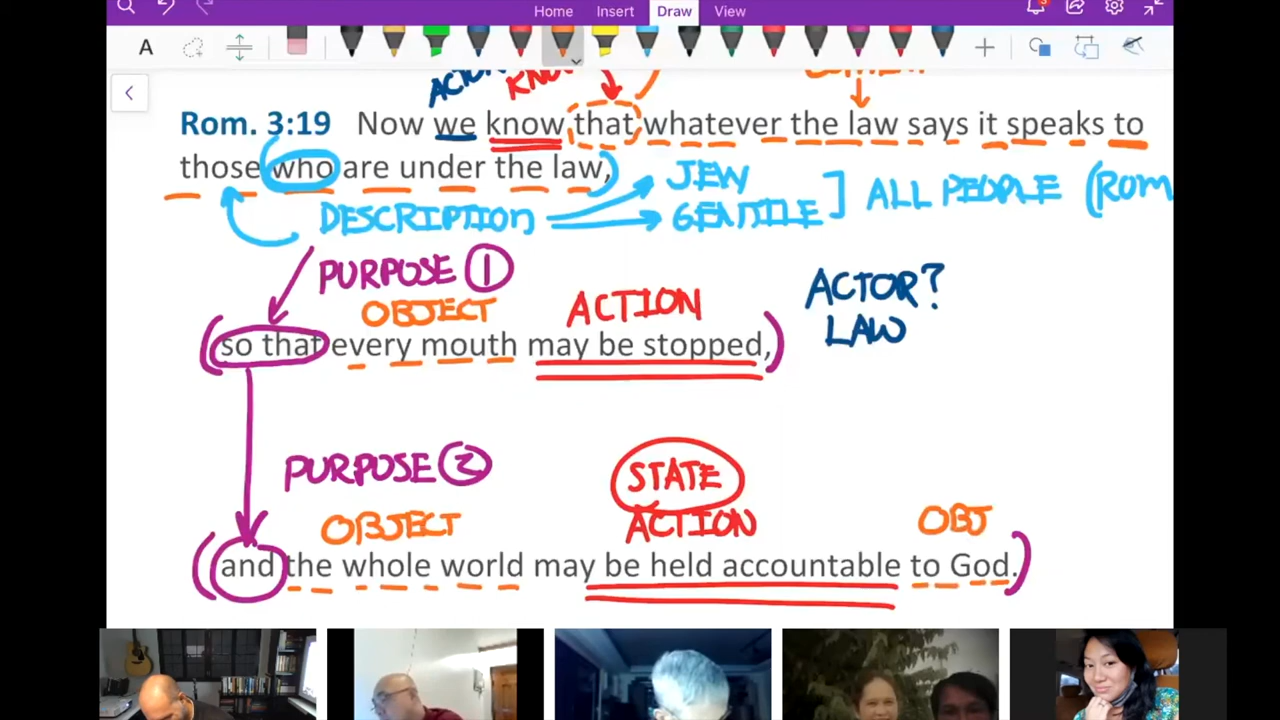 Home Insert Draw View
A
ACTOR KNOW
Rom. 3:19 Now we know that whatever the law says it speaks to
those who are under the law,
JEW
DESCRIPTION GENTILE ] ALL PEOPLE (ROM
PURPOSE 1
OBJECT ACTION ACTOR?
LAW
(so that every mouth may be stopped,)
PURPOSE 2 STATE
OBJECT ACTION OBJ
(and the whole world may be held accountable to God.)